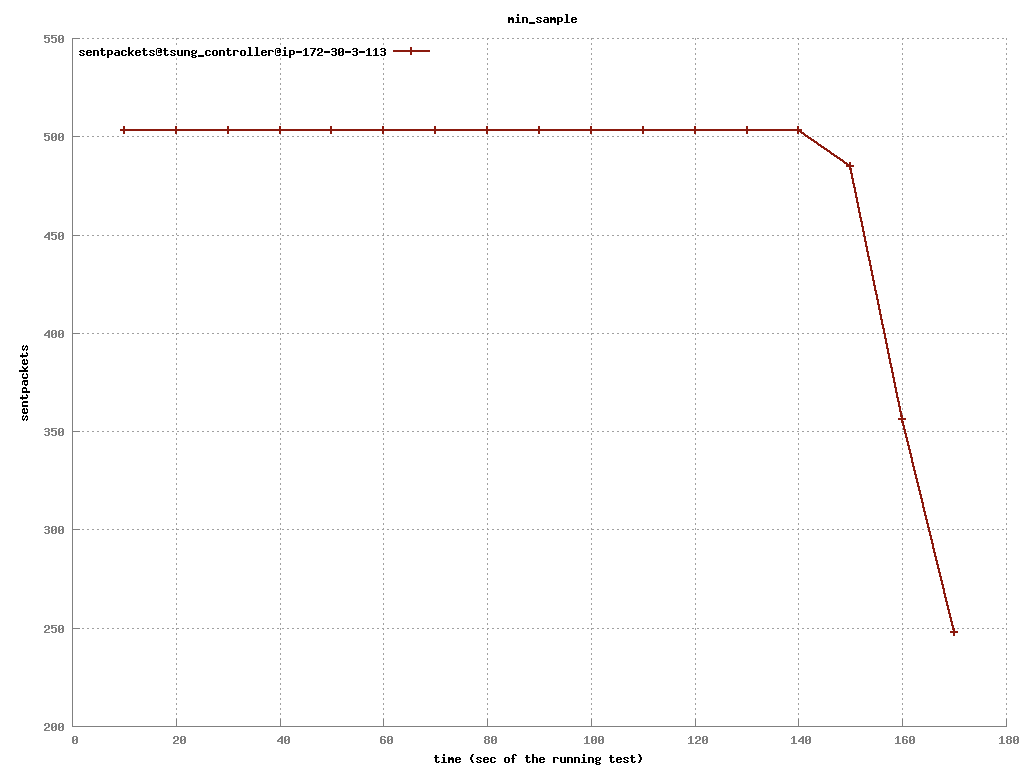 min_sample
550
sentpackets@tsung_controller@ip-172-30-3-113
500
450
400
sentpackets
350
300
250
200
0 20 40 60 80 100 120 140 160 180
time (sec of the running test)